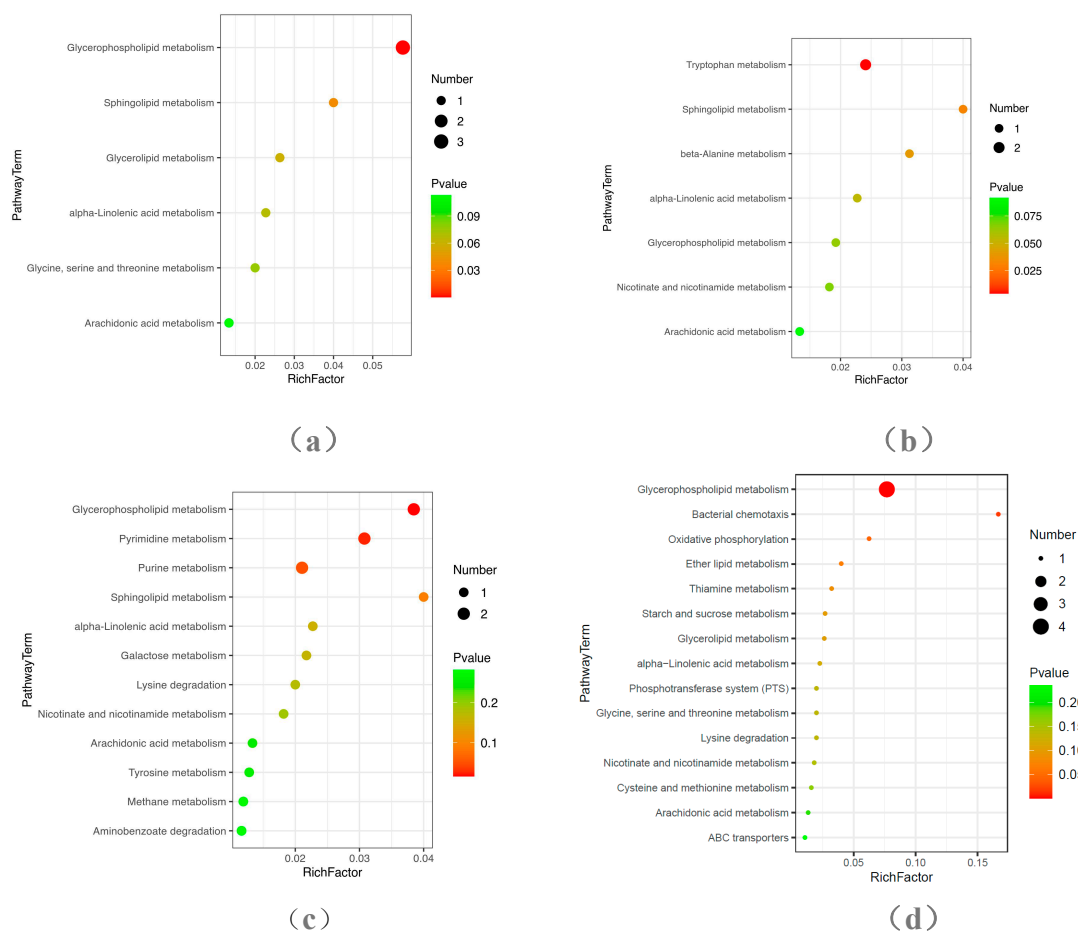 Glycerophospholipid metabolism
Sphingolipid metabolism
Glycerolipid metabolism
alpha-Linolenic acid metabolism
Glycine, serine and threonine metabolism
Arachidonic acid metabolism
PathwayTerm
0.02 0.03 0.04 0.05
RichFactor
Number
1
2
3
Pvalue
0.09
0.06
0.03
(a)
Tryptophan metabolism
Sphingolipid metabolism
beta-Alanine metabolism
alpha-Linolenic acid metabolism
Glycerophospholipid metabolism
Nicotinate and nicotinamide metabolism
Arachidonic acid metabolism
PathwayTerm
0.02 0.03 0.04
RichFactor
Number
1
2
Pvalue
0.075
0.050
0.025
(b)
Glycerophospholipid metabolism
Pyrimidine metabolism
Purine metabolism
Sphingolipid metabolism
alpha-Linolenic acid metabolism
Galactose metabolism
Lysine degradation
Nicotinate and nicotinamide metabolism
Arachidonic acid metabolism
Tyrosine metabolism
Methane metabolism
Aminobenzoate degradation
PathwayTerm
0.02 0.03 0.04
RichFactor
Number
1
2
Pvalue
0.2
0.1
(c)
Glycerophospholipid metabolism
Bacterial chemotaxis
Oxidative phosphorylation
Ether lipid metabolism
Thiamine metabolism
Starch and sucrose metabolism
Glycerolipid metabolism
alpha−Linolenic acid metabolism
Phosphotransferase system (PTS)
Glycine, serine and threonine metabolism
Lysine degradation
Nicotinate and nicotinamide metabolism
Cysteine and methionine metabolism
Arachidonic acid metabolism
ABC transporters
PathwayTerm
0.05 0.10 0.15
RichFactor
Number
1
2
3
4
Pvalue
0.20
0.15
0.10
0.05
(d)